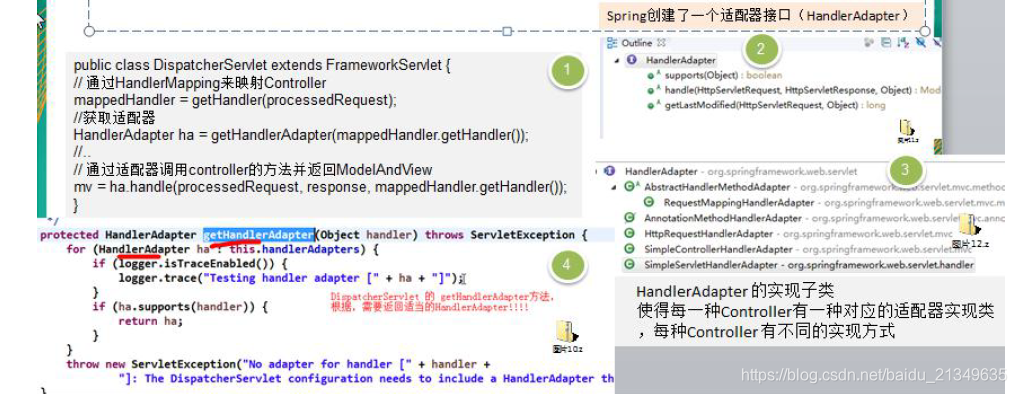 Spring创建了一个适配器接口（HandlerAdapter）
1
public class DispatcherServlet extends FrameworkServlet {
// 通过HandlerMapping来映射Controller
mappedHandler = getHandler(processedRequest);
//获取适配器
HandlerAdapter ha = getHandlerAdapter(mappedHandler.getHandler());
//..
// 通过适配器调用controller的方法并返回ModelAndView
mv = ha.handle(processedRequest, response, mappedHandler.getHandler());
}
2
Outline
HandlerAdapter
supports(Object) : boolean
handle(HttpServletRequest, HttpServletResponse, Object) : Mod
getLastModified(HttpServletRequest, Object) : long
3
HandlerAdapter - org.springframework.web.servlet
AbstractHandlerMethodAdapter - org.springframework.web.servlet.mvc.method
RequestMappingHandlerAdapter - org.springframework.web.servlet.mvc.m
AnnotationMethodHandlerAdapter - org.springframework.web.servlet.mvc.anno
HttpRequestHandlerAdapter - org.springframework.web.servlet.mvc
SimpleControllerHandlerAdapter - org.springframework.web.servlet.mvc
SimpleServletHandlerAdapter - org.springframework.web.servlet.handler
图片12.z
HandlerAdapter 的实现子类
使得每一种Controller有一种对应的适配器实现类
，每种Controller有不同的实现方式
4
*/
protected HandlerAdapter getHandlerAdapter(Object handler) throws ServletException {
for (HandlerAdapter ha : this.handlerAdapters) {
if (logger.isTraceEnabled()) {
logger.trace("Testing handler adapter [" + ha + "]");
}
if (ha.supports(handler)) {
return ha;
}
}
throw new ServletException("No adapter for handler [" + handler +
"]: The DispatcherServlet configuration needs to include a HandlerAdapter th
}
DispatcherServlet 的 getHandlerAdapter方法，
根据，需要返回适当的HandlerAdapter!!!!
图片10.z
https://blog.csdn.net/baidu_21349635